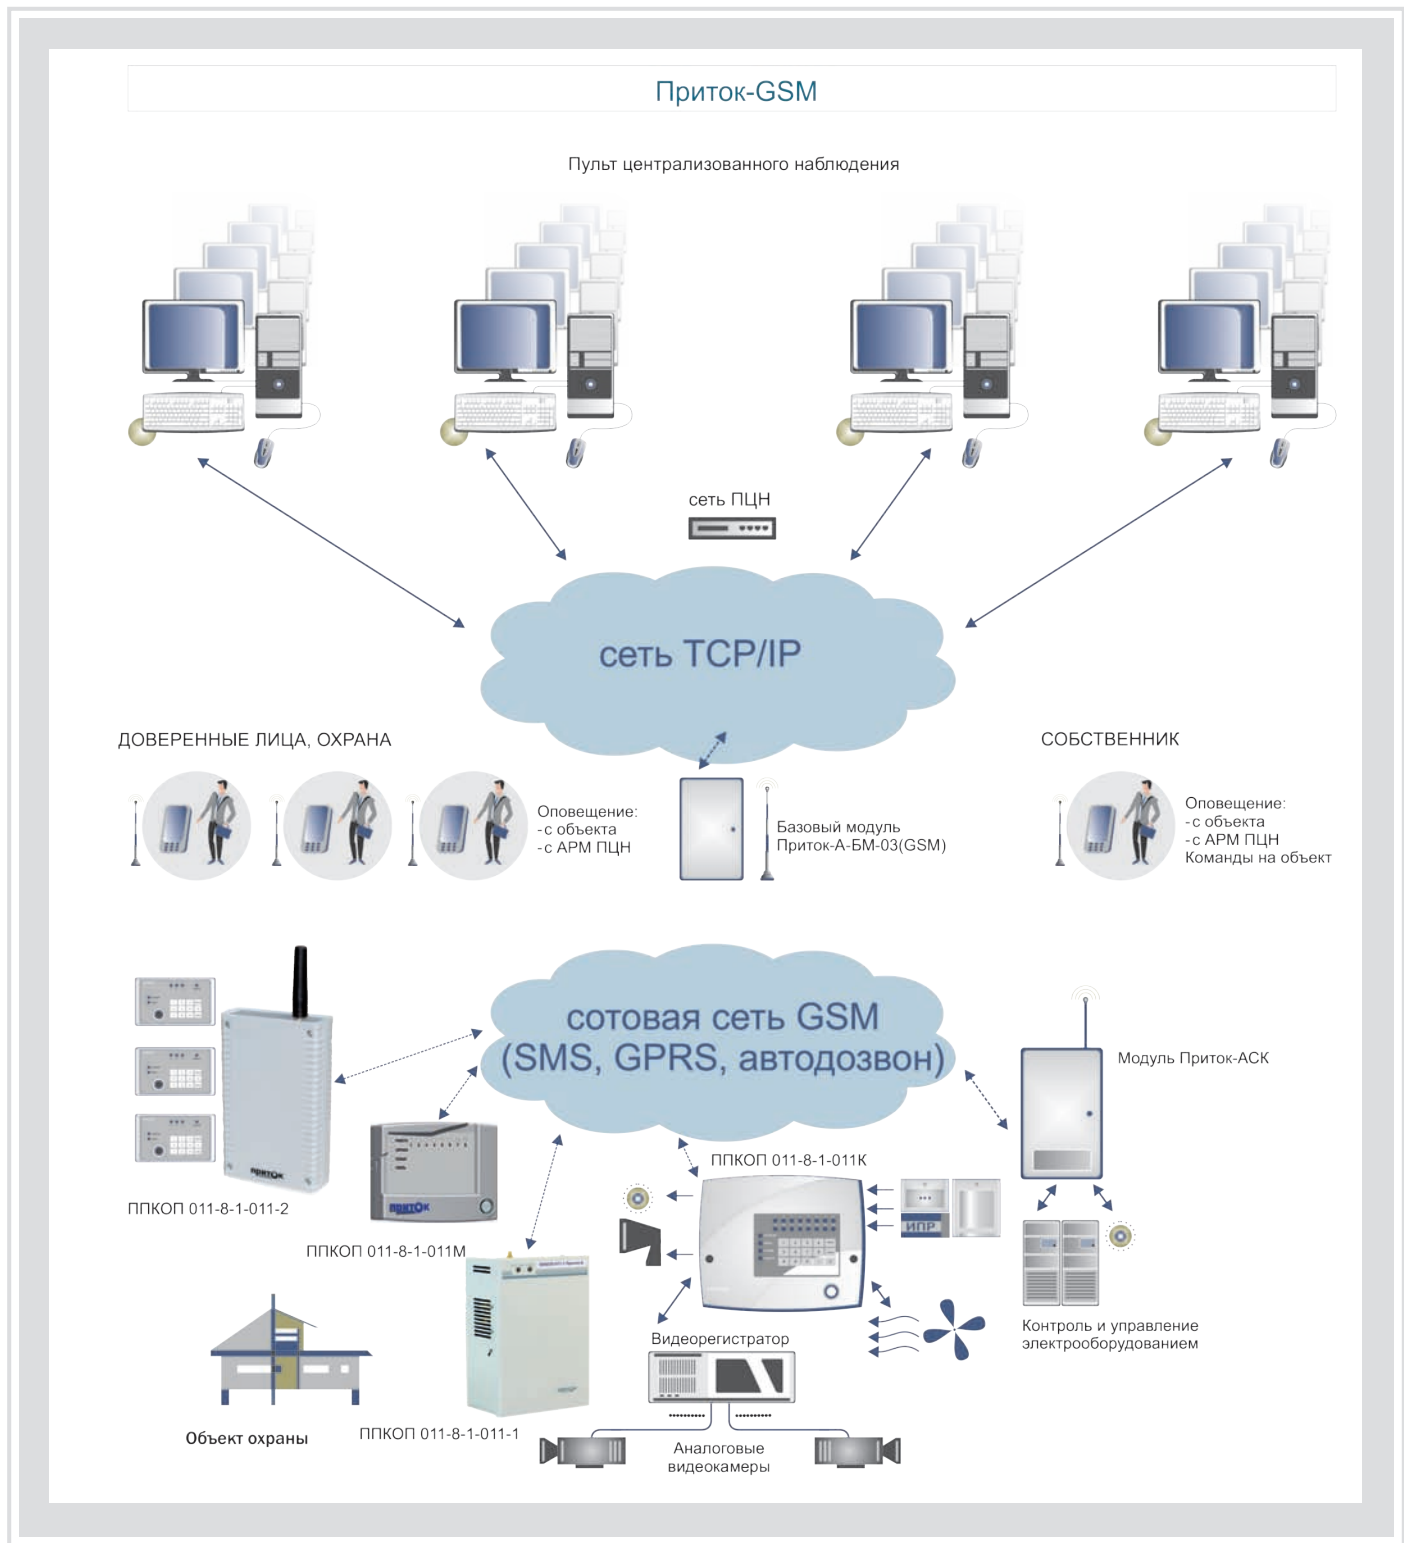 Приток-GSM
Пульт централизованного наблюдения
сеть ПЦН
сеть TCP/IP
ДОВЕРЕННЫЕ ЛИЦА, ОХРАНА
Оповещение:
- с объекта
- с АРМ ПЦН
Базовый модуль
Приток-А-БМ-03(GSM)
СОБСТВЕННИК
Оповещение:
- с объекта
- с АРМ ПЦН
Команды на объект
сотовая сеть GSM
(SMS, GPRS, автодозвон)
Модуль Приток-АСК
ПРИТОК
ППКОП 011-8-1-011-2
ПРИТОК
ППКОП 011-8-1-011М
ППКОП 011-8-1-011К
ИПР
Контроль и управление
электрооборудованием
Видеорегистратор
Объект охраны
ППКОП 011-8-1-011-1
Аналоговые
видеокамеры